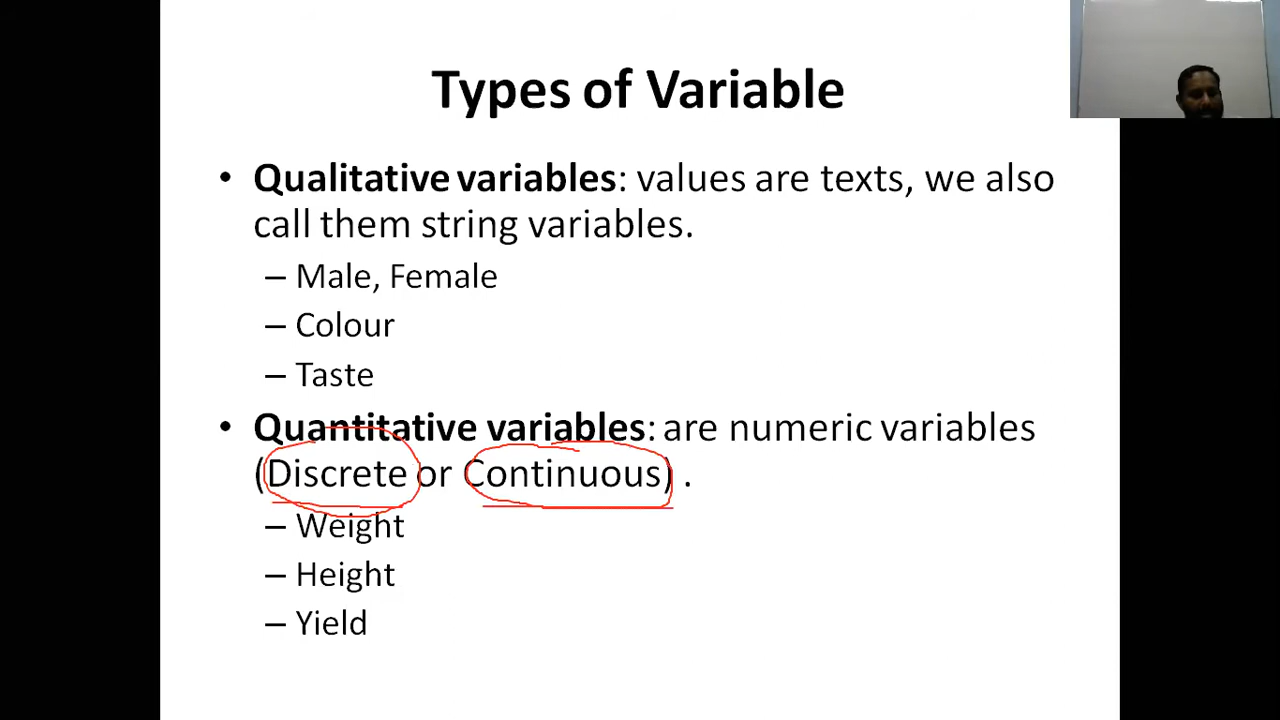 Types of Variable
• Qualitative variables: values are texts, we also
call them string variables.
– Male, Female
– Colour
– Taste
• Quantitative variables: are numeric variables
(Discrete or Continuous) .
– Weight
– Height
– Yield